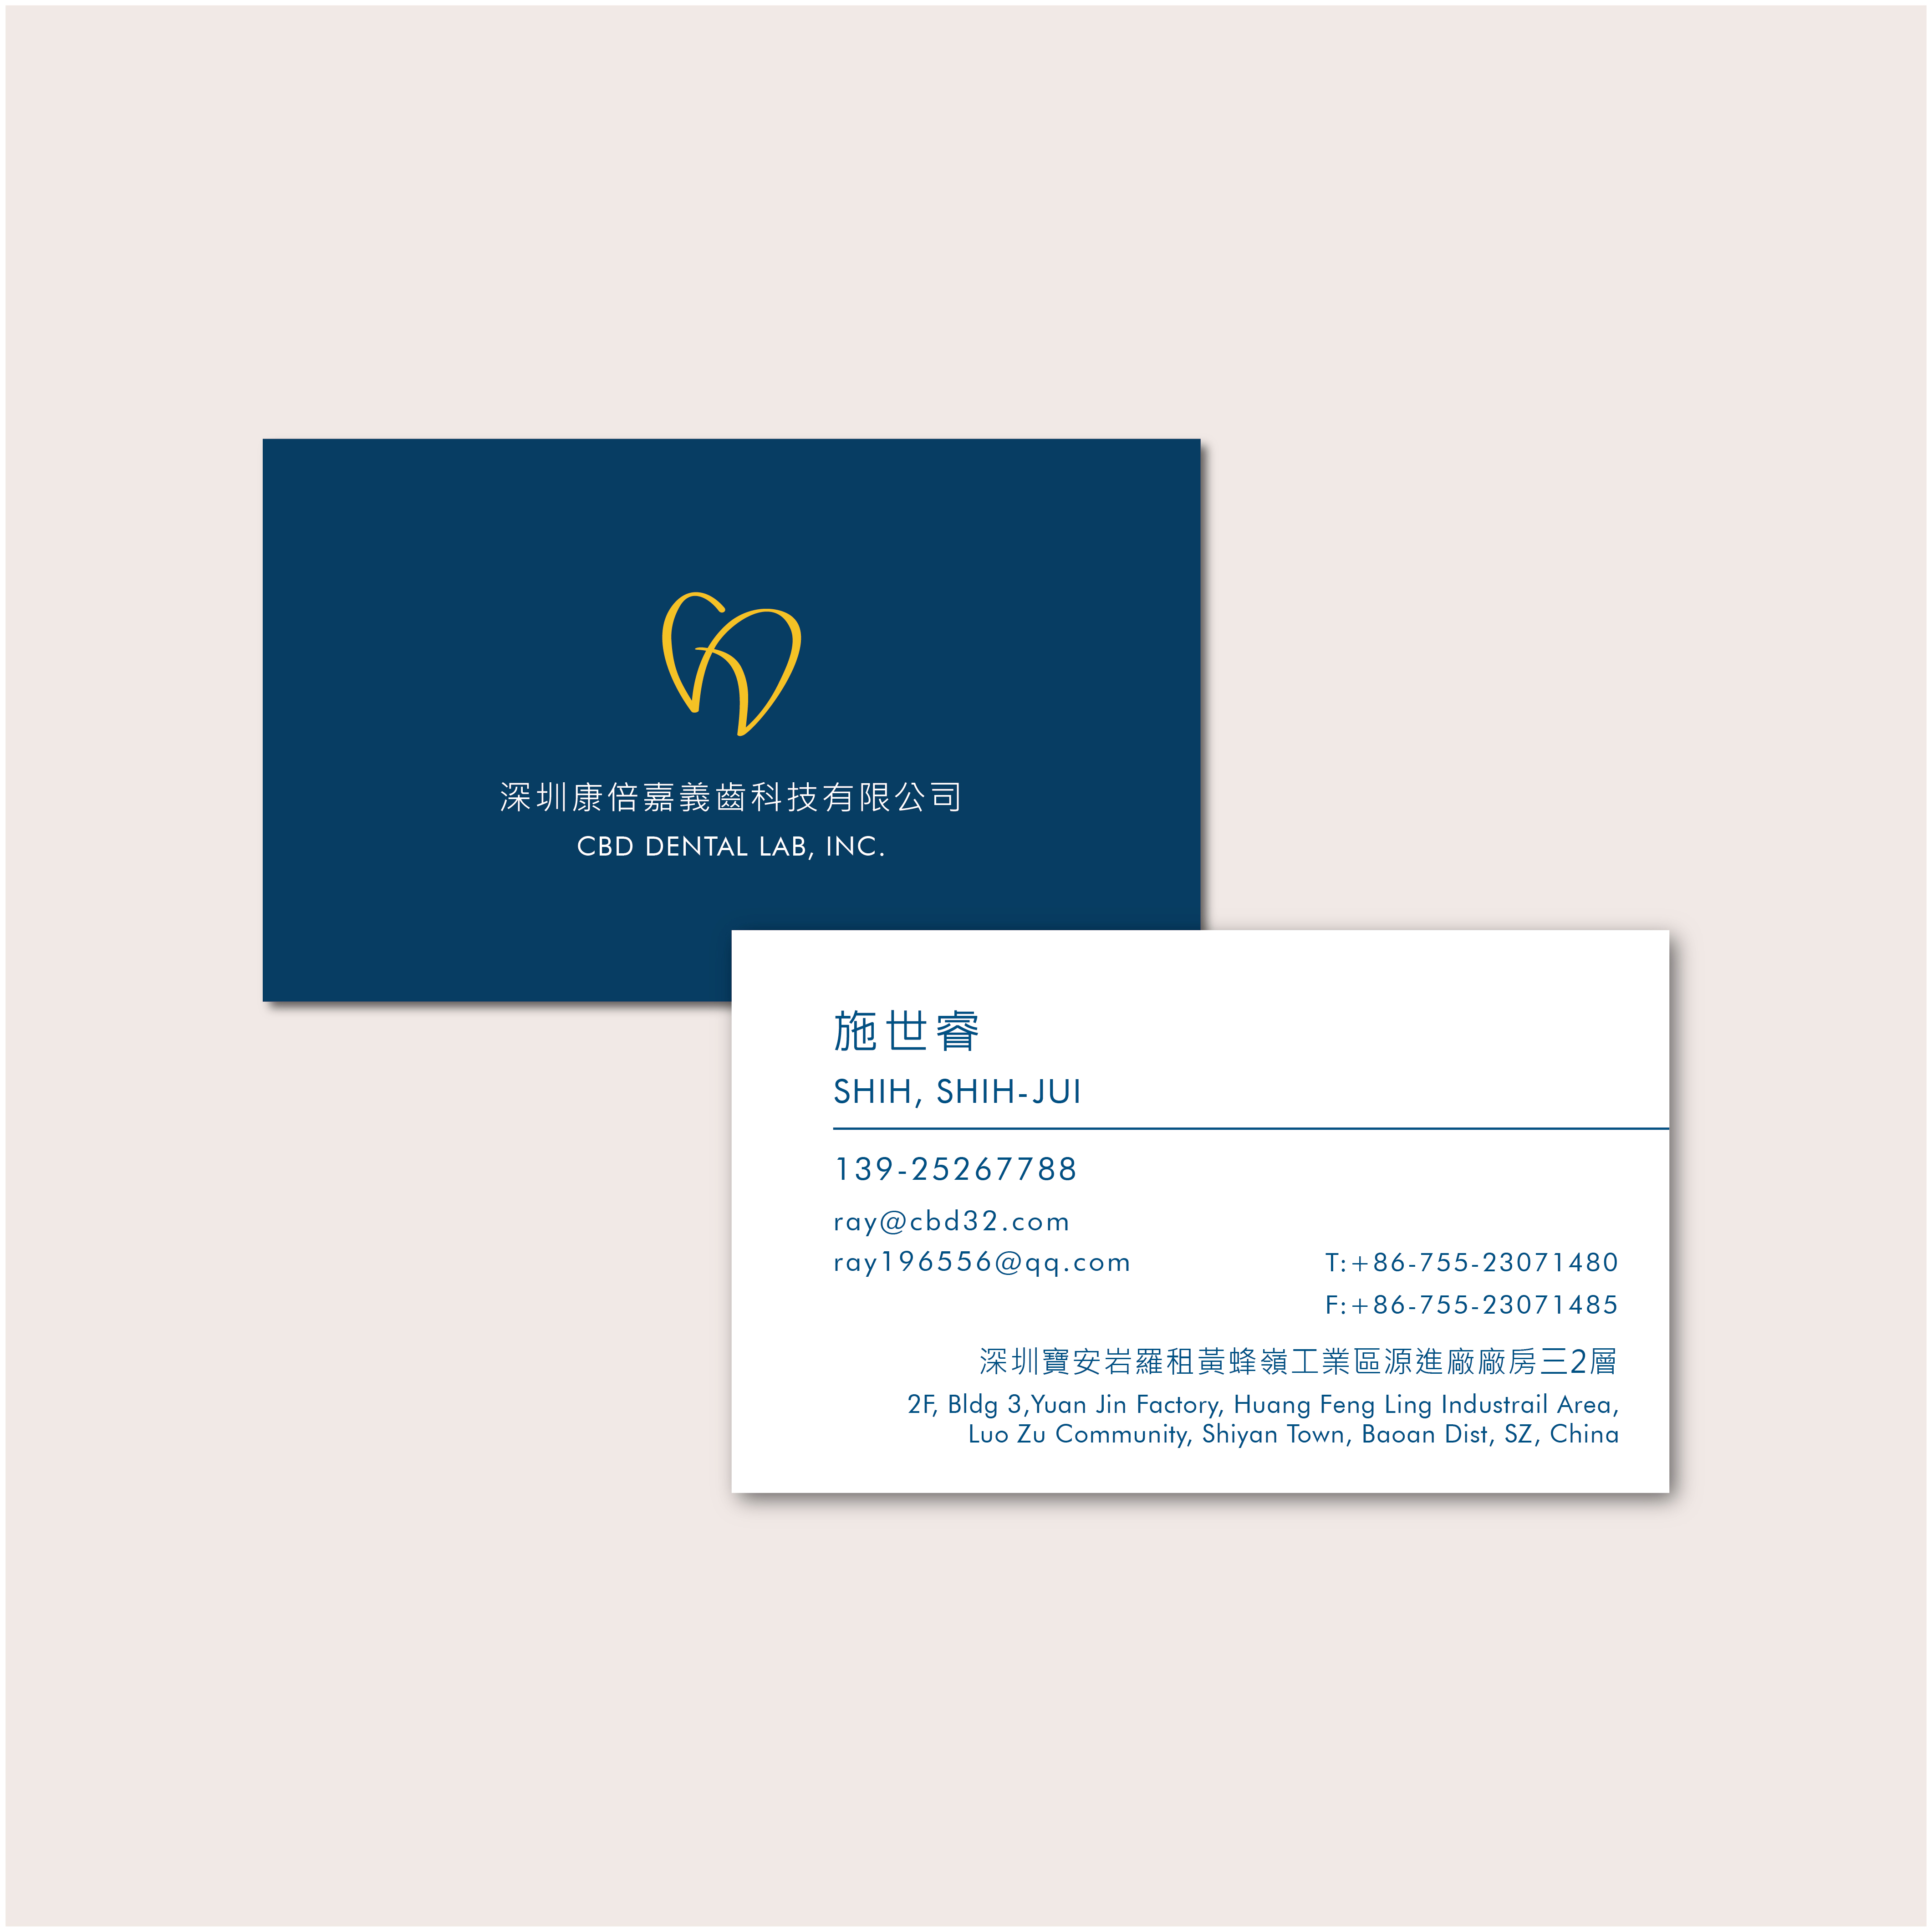 深圳康倍嘉義齒科技有限公司
CBD DENTAL LAB, INC.
施世睿
SHIH, SHIH-JUI
139-25267788
ray@cbd32.com
ray196556@qq.com
T:+86-755-23071480
F:+86-755-23071485
深圳寶安岩羅租黃蜂嶺工業區源進廠廠房三2層
2F, Bldg 3,Yuan Jin Factory, Huang Feng Ling Industrail Area,
Luo Zu Community, Shiyan Town, Baoan Dist, SZ, China